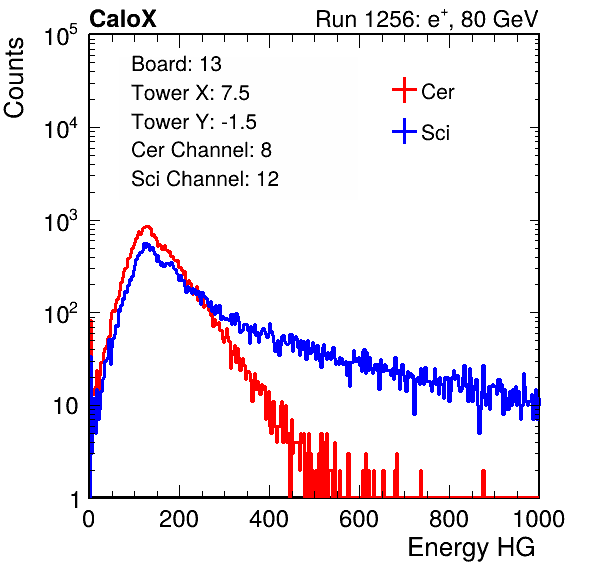 CaloX Run 1256: e⁺, 80 GeV
Counts
Board: 13
Tower X: 7.5
Tower Y: -1.5
Cer Channel: 8
Sci Channel: 12
Cer
Sci
10⁵
10⁴
10³
10²
10
1
0 200 400 600 800 1000
Energy HG